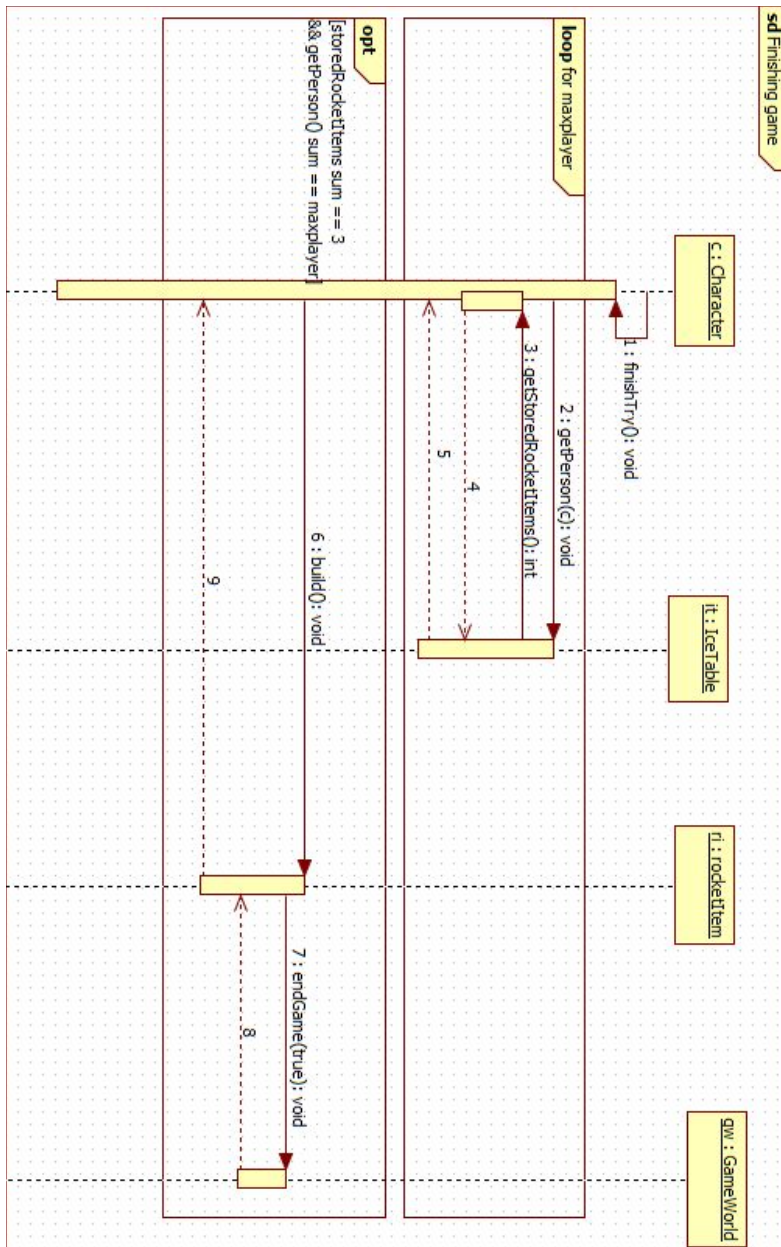 sd Finishing game
c : Character
it : IceTable
ri : rocketItem
gw : GameWorld
1 : finishTry(): void
loop for maxplayer
2 : getPerson(c): void
3 : getStoredRocketItems(): int
4
5
opt
[storedRocketItems sum == 3
&& getPerson() sum == maxplayer]
6 : build(): void
7 : endGame(true): void
8
9